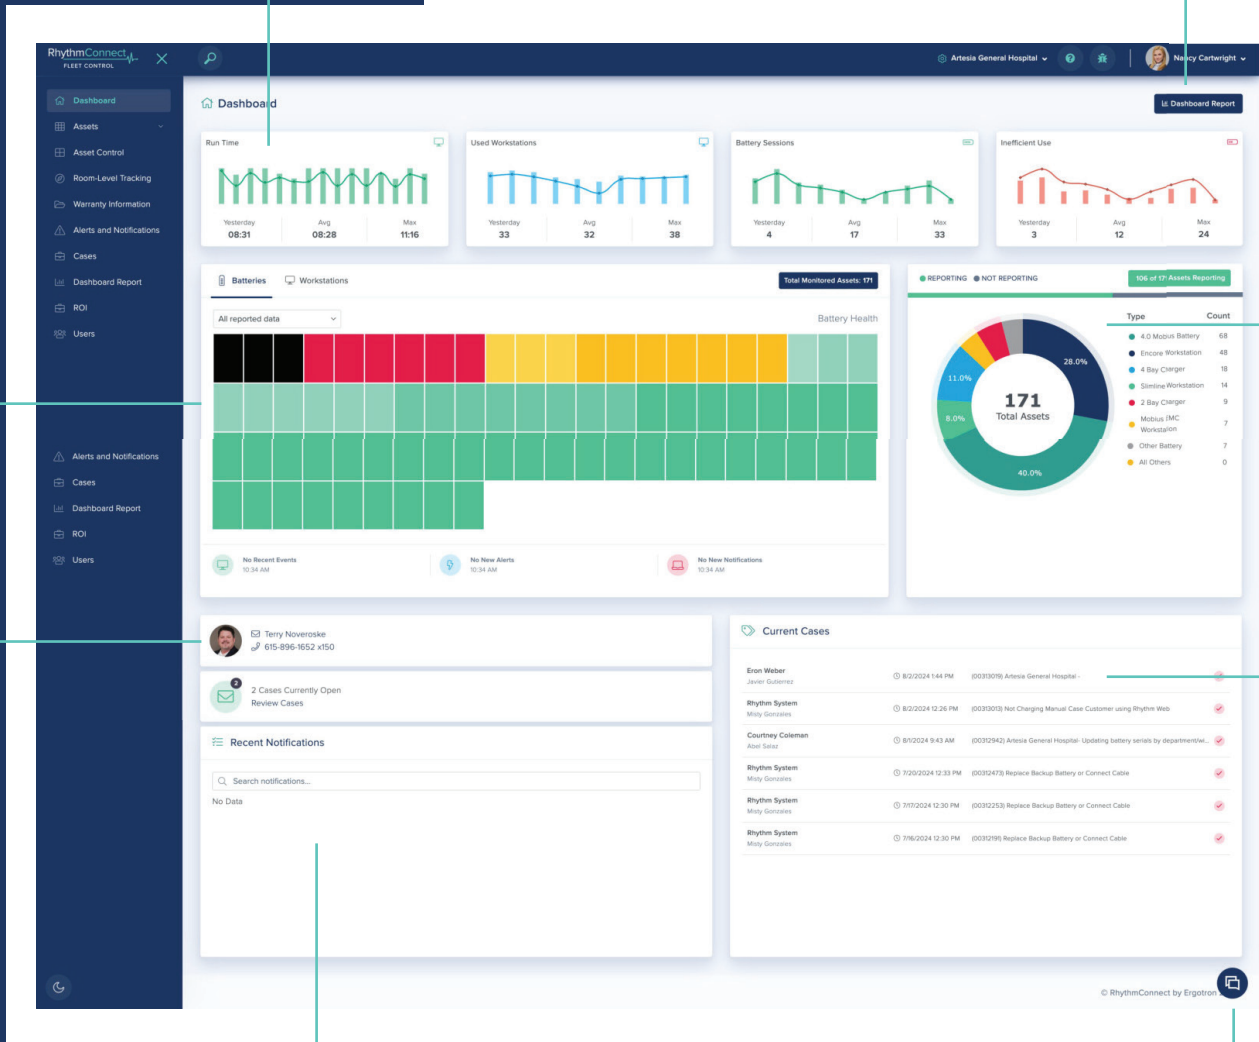 RhythmConnect
FLEET CONTROL
Artesia General Hospital
Nancy Cartwright
Dashboard
Assets
Asset Control
Room-Level Tracking
Warranty Information
Alerts and Notifications
Cases
Dashboard Report
ROI
Users
Alerts and Notifications
Cases
Dashboard Report
ROI
Users
Dashboard
Dashboard Report
Run Time
Yesterday Avg Max
08:31 08:28 11:16
Used Workstations
Yesterday Avg Max
33 32 38
Battery Sessions
Yesterday Avg Max
4 17 33
Inefficient Use
Yesterday Avg Max
3 12 24
Batteries Workstations
Total Monitored Assets: 171
All reported data
Battery Health
No Recent Events
10:34 AM
No New Alerts
10:34 AM
No New Notifications
10:34 AM
REPORTING NOT REPORTING
106 of 171 Assets Reporting
28.0%
11.0%
8.0%
40.0%
171
Total Assets
Type Count
4.0 Mobius Battery 68
Encore Workstation 48
4 Bay Charger 18
Slimline Workstation 14
2 Bay Charger 9
Mobius EMC
Workstation 7
Other Battery 7
All Others 0
Terry Noveroske
615-896-1652 x150
2
2 Cases Currently Open
Review Cases
Recent Notifications
Search notifications...
No Data
Current Cases
Eron Weber
Javier Gutierrez
8/2/2024 1:44 PM (00313019) Artesia General Hospital -
Rhythm System
Misty Gonzales
8/2/2024 12:26 PM (00313013) Not Charging Manual Case Customer using Rhythm Web
Courtney Coleman
Abel Salaz
8/1/2024 9:43 AM (00312942) Artesia General Hospital- Updating battery serials by department/wi...
Rhythm System
Misty Gonzales
7/20/2024 12:33 PM (00312473) Replace Backup Battery or Connect Cable
Rhythm System
Misty Gonzales
7/17/2024 12:30 PM (00312253) Replace Backup Battery or Connect Cable
Rhythm System
Misty Gonzales
7/16/2024 12:30 PM (00312191) Replace Backup Battery or Connect Cable
© RhythmConnect by Ergotron